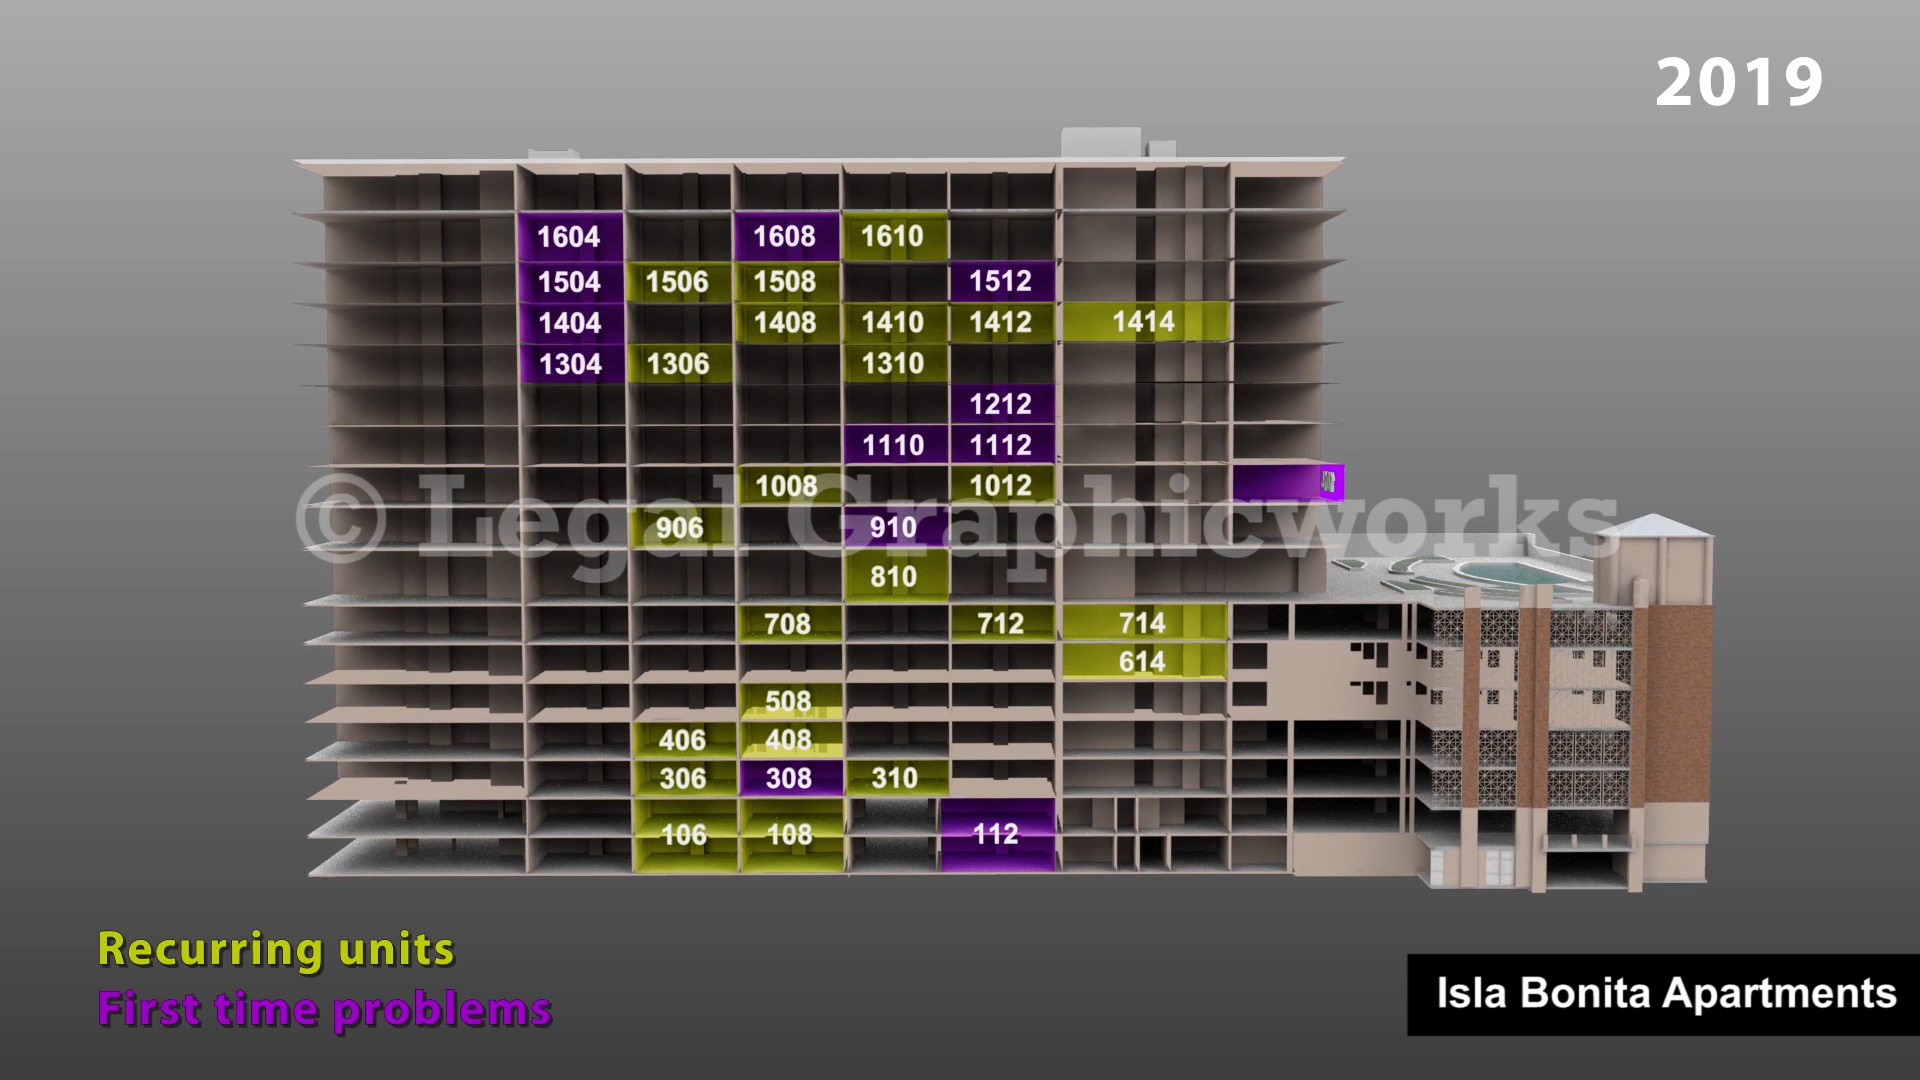 2019
1604 1608 1610
1504 1506 1508 1512
1404 1408 1410 1412 1414
1304 1306 1310
1212
1110 1112
1008 1012
© Legal Graphicworks
906 910
810
708 712 714
614
508
406 408
306 308 310
106 108 112
Recurring units
First time problems
Isla Bonita Apartments